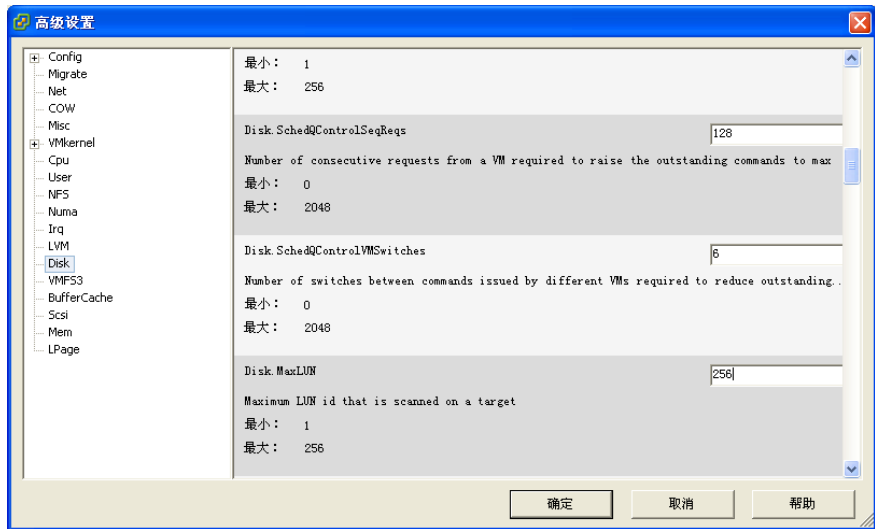 高级设置
Config
Migrate
Net
COW
Misc
VMkernel
Cpu
User
NFS
Numa
Irq
LVM
Disk
VMFS3
BufferCache
Scsi
Mem
LPage
最小： 1
最大： 256
Disk.SchedQControlSeqReqs 128
Number of consecutive requests from a VM required to raise the outstanding commands to max
最小： 0
最大： 2048
Disk.SchedQControlVMSwitches 6
Number of switches between commands issued by different VMs required to reduce outstanding..
最小： 0
最大： 2048
Disk.MaxLUN 256
Maximum LUN id that is scanned on a target
最小： 1
最大： 256
确定 取消 帮助